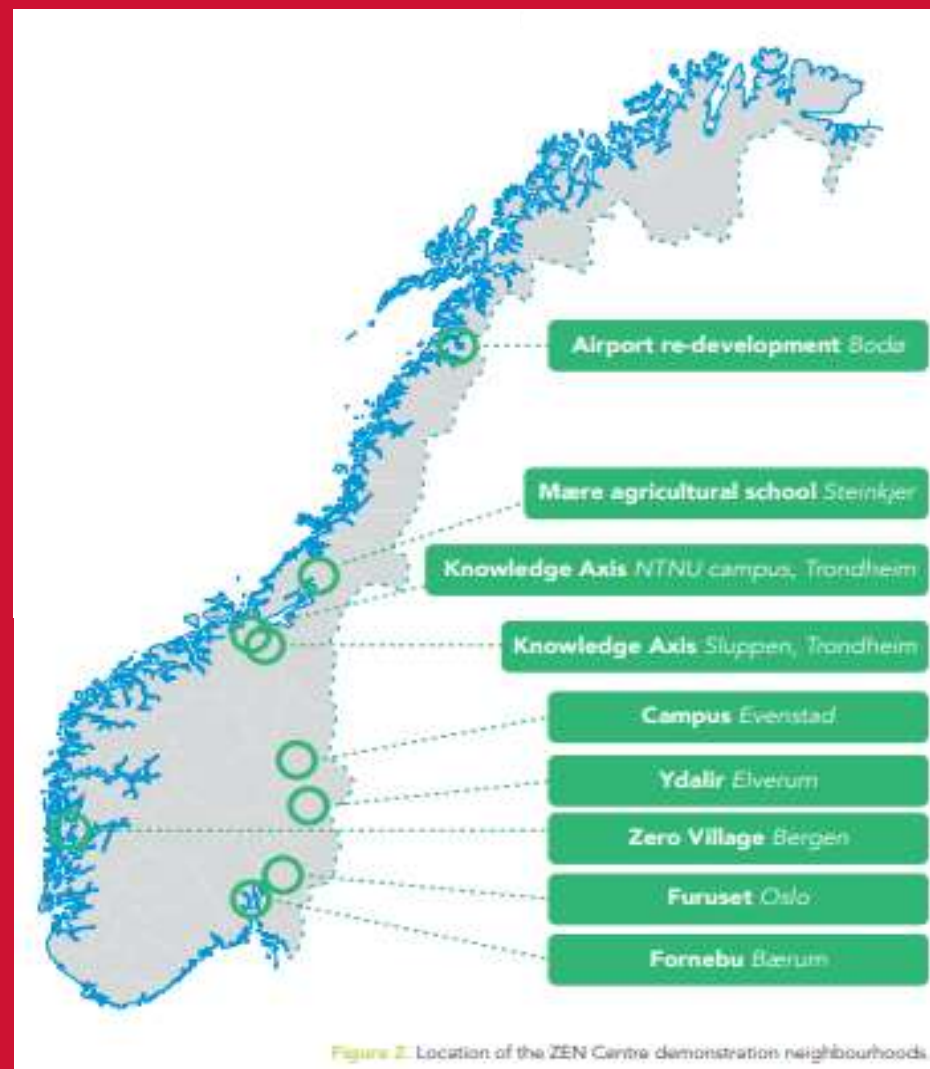 Airport re-development Bodø
Mære agricultural school Steinkjer
Knowledge Axis NTNU campus, Trondheim
Knowledge Axis Sluppen, Trondheim
Campus Evenstad
Ydalir Elverum
Zero Village Bergen
Furuset Oslo
Fornebu Bærum
Figure 2. Location of the ZEN Centre demonstration neighbourhoods.